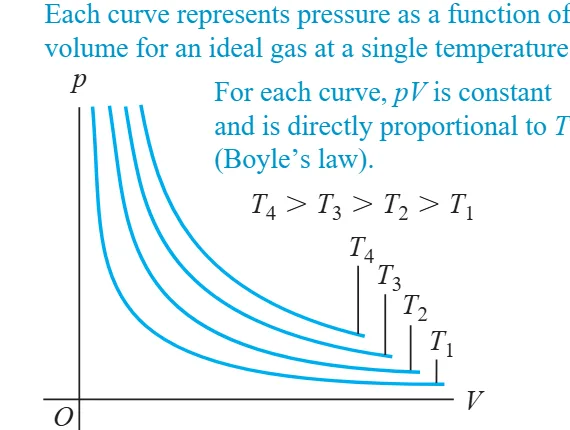 Each curve represents pressure as a function of
volume for an ideal gas at a single temperature
p
For each curve, pV is constant
and is directly proportional to T
(Boyle’s law).
T₄ > T₃ > T₂ > T₁
T₄
T₃
T₂
T₁
V
O